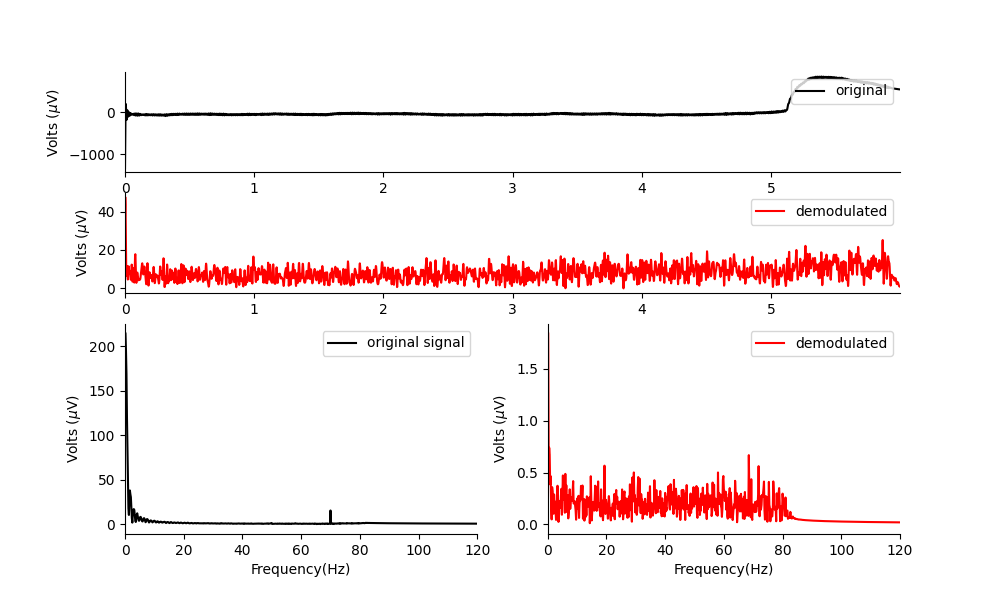 Volts (μV)
0
−1000
original
0 1 2 3 4 5
Volts (μV)
40
20
0
demodulated
0 1 2 3 4 5
Volts (μV)
200
150
100
50
0
original signal
0 20 40 60 80 100 120
Frequency(Hz)
Volts (μV)
1.5
1.0
0.5
0.0
demodulated
0 20 40 60 80 100 120
Frequency(Hz)